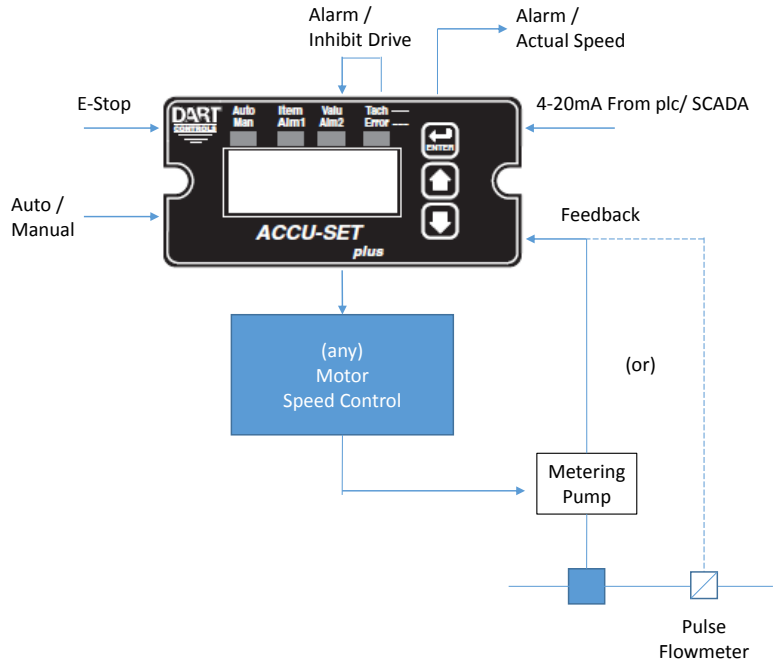 Alarm /
Inhibit Drive
Alarm /
Actual Speed
E-Stop
4-20mA From plc/ SCADA
DART
CONTROLS
Auto
Man
Item
Alm1
Valu
Alm2
Tach
Error
ENTER
Auto /
Manual
Feedback
ACCU-SET
plus
(any)
Motor
Speed Control
(or)
Metering
Pump
Pulse
Flowmeter